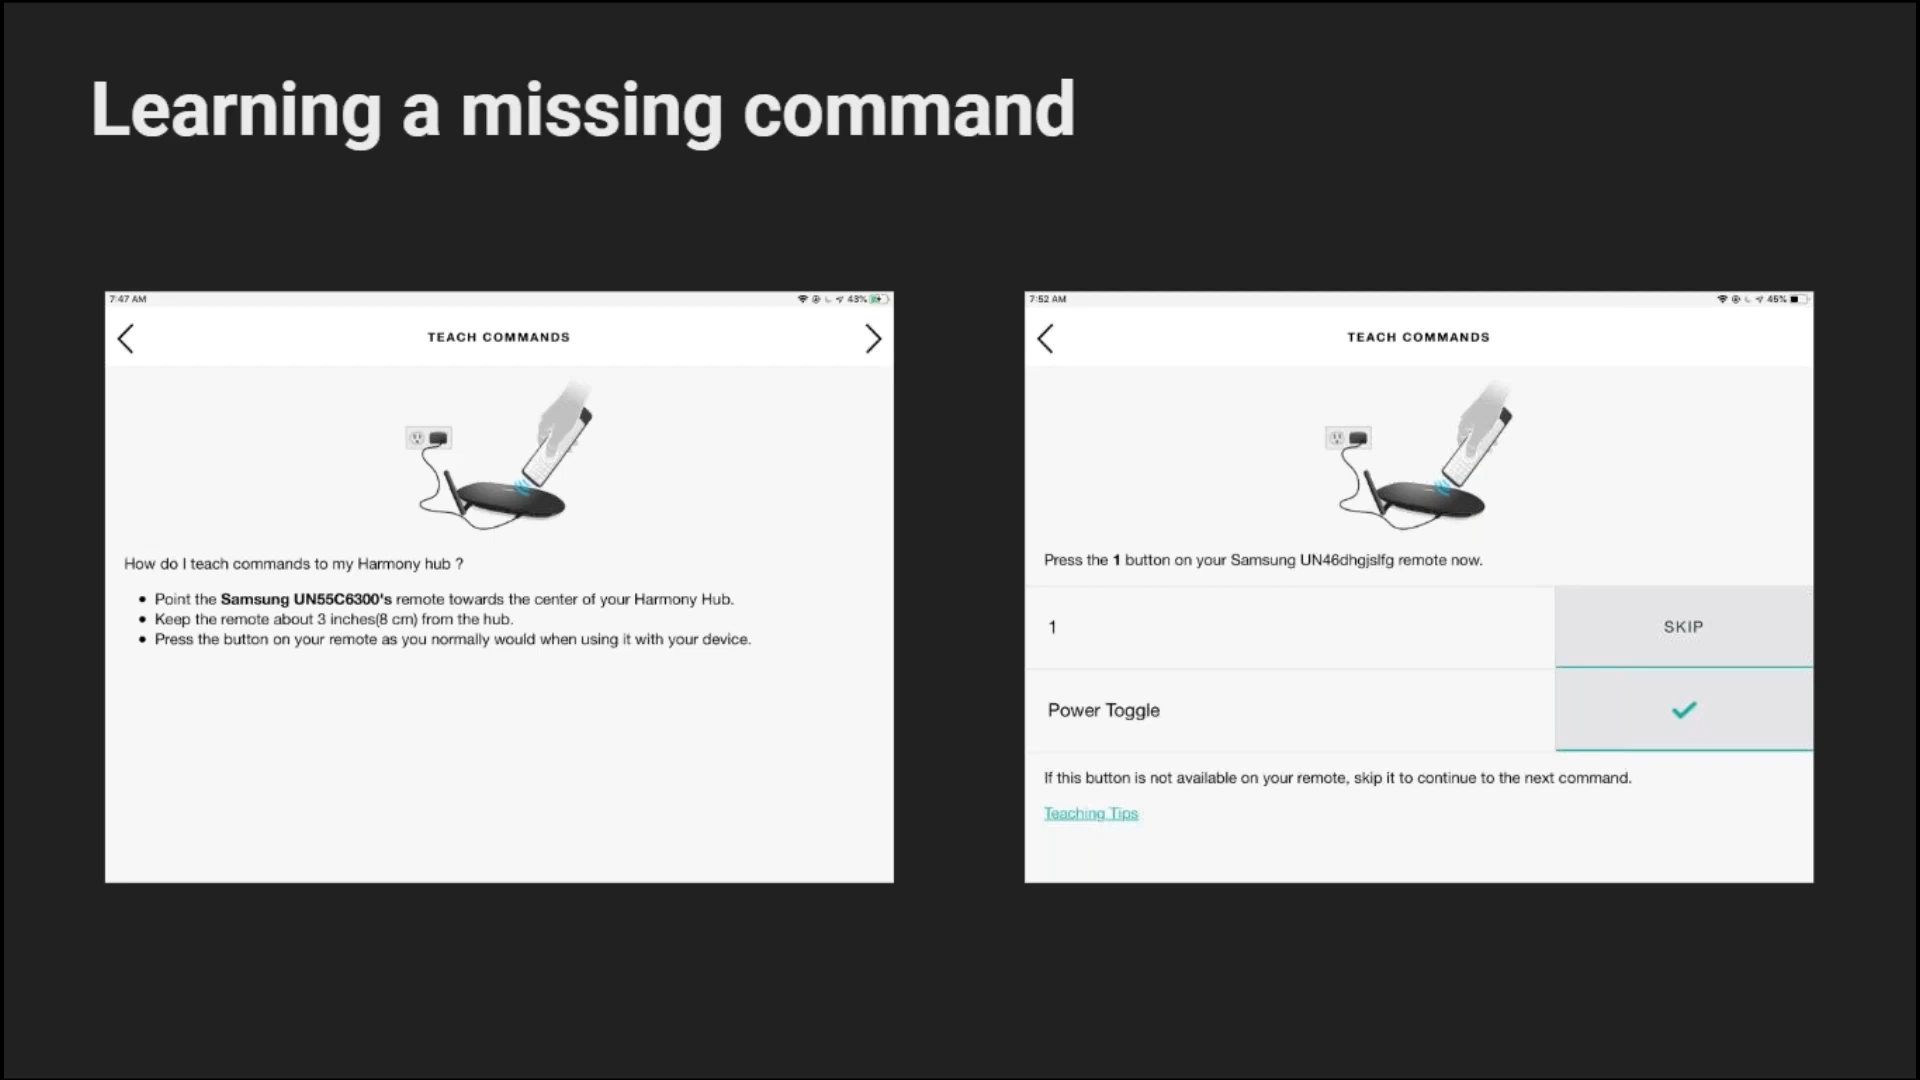 Learning a missing command
7:47 AM
43%
TEACH COMMANDS
How do I teach commands to my Harmony hub ?
• Point the Samsung UN55C6300's remote towards the center of your Harmony Hub.
• Keep the remote about 3 inches(8 cm) from the hub.
• Press the button on your remote as you normally would when using it with your device.
7:52 AM
45%
TEACH COMMANDS
Press the 1 button on your Samsung UN46dhgjslfg remote now.
1
SKIP
Power Toggle
If this button is not available on your remote, skip it to continue to the next command.
Teaching Tips